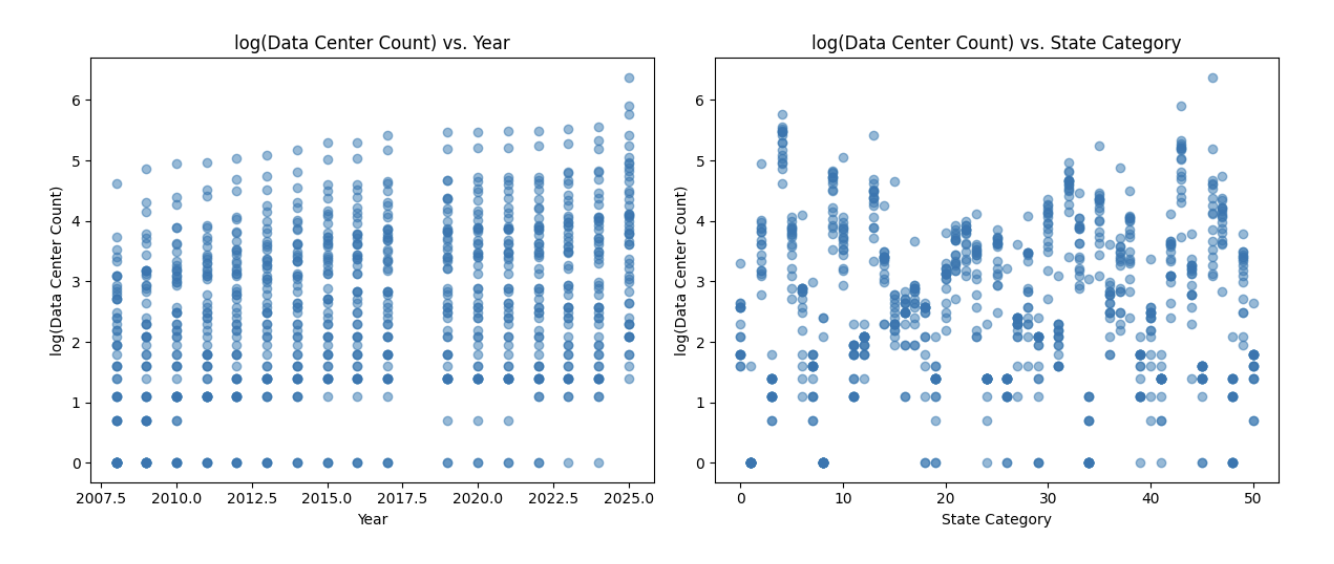 log(Data Center Count) vs. Year
log(Data Center Count)
6
5
4
3
2
1
0
2007.5 2010.0 2012.5 2015.0 2017.5 2020.0 2022.5 2025.0
Year
log(Data Center Count) vs. State Category
log(Data Center Count)
6
5
4
3
2
1
0
0 10 20 30 40 50
State Category